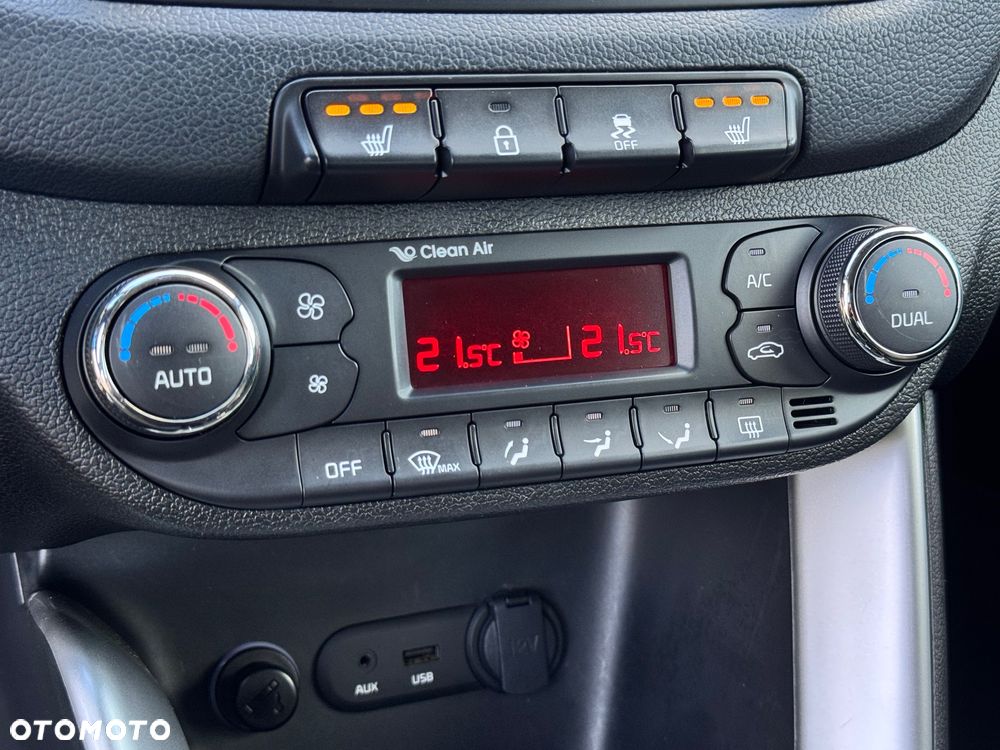 OFF
Clean Air
21.5°C 21.5°C
A/C
AUTO
DUAL
OFF
MAX
12V
AUX
USB
OTOMOTO